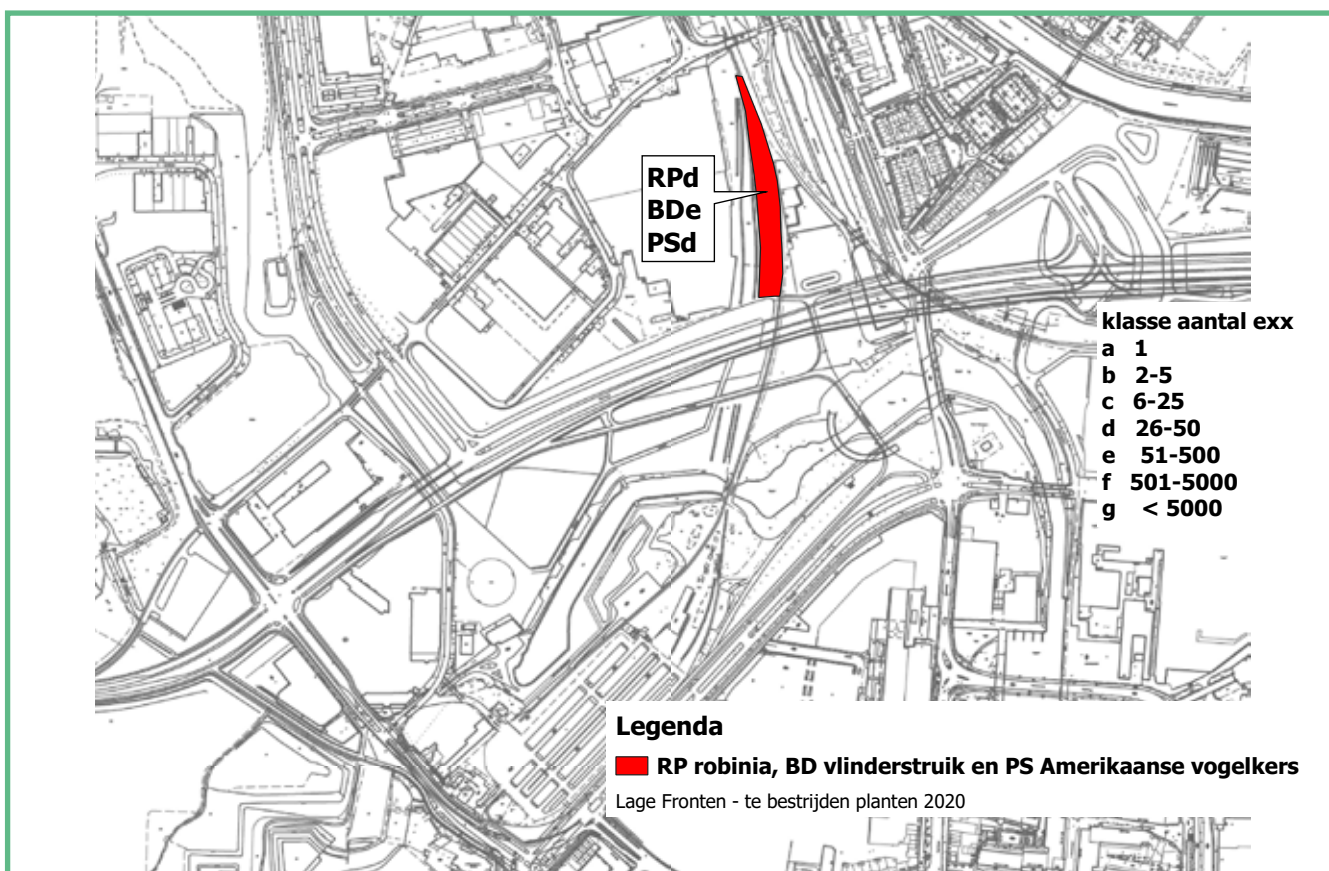 RPd
BDe
PSd
klasse aantal exx
a 1
b 2-5
c 6-25
d 26-50
e 51-500
f 501-5000
g < 5000
Legenda
RP robinia, BD vlinderstruik en PS Amerikaanse vogelkers
Lage Fronten - te bestrijden planten 2020